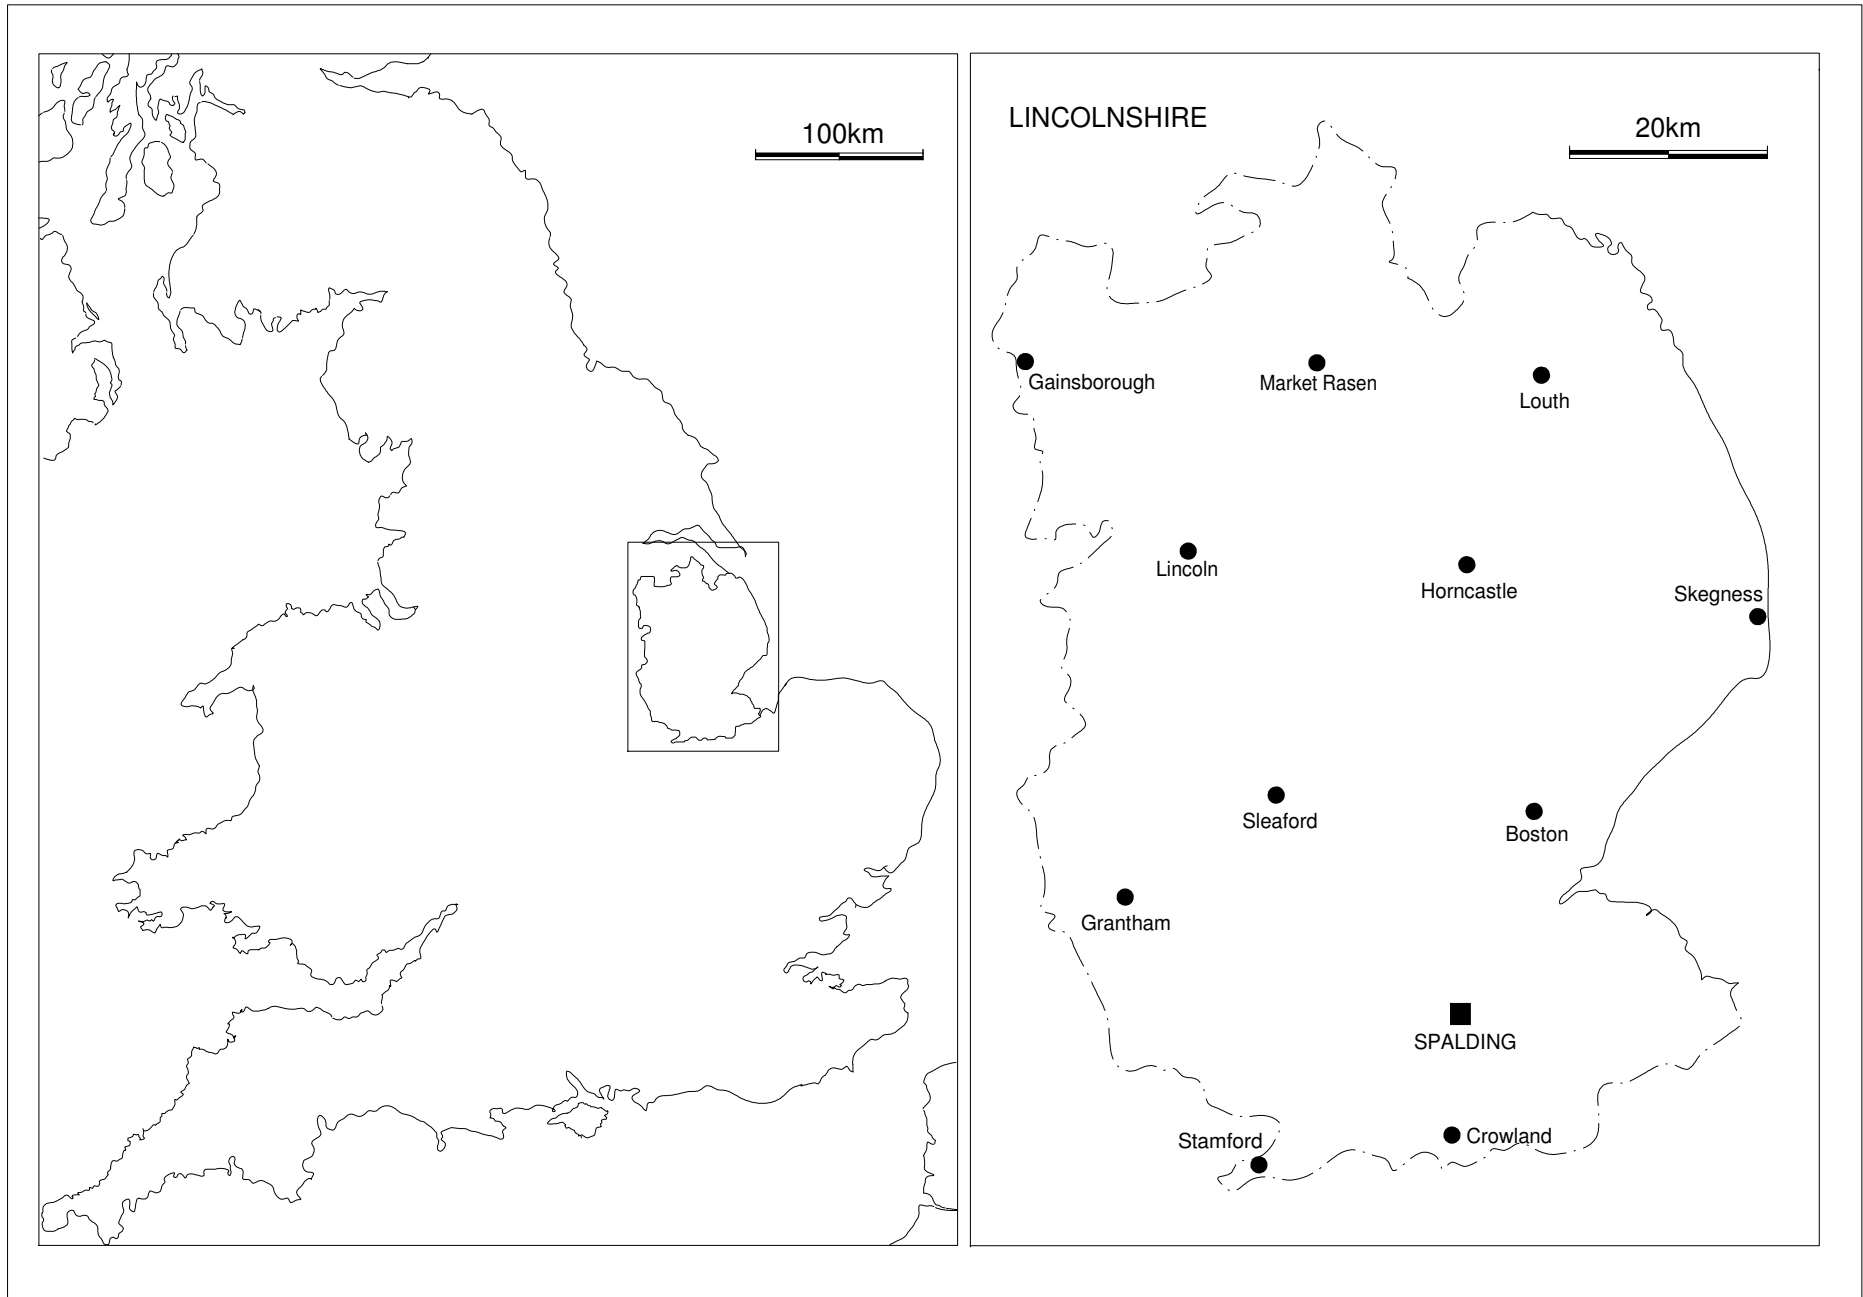 100km
LINCOLNSHIRE
20km
Gainsborough
Market Rasen
Louth
Lincoln
Horncastle
Skegness
Sleaford
Boston
Grantham
SPALDING
Stamford
Crowland